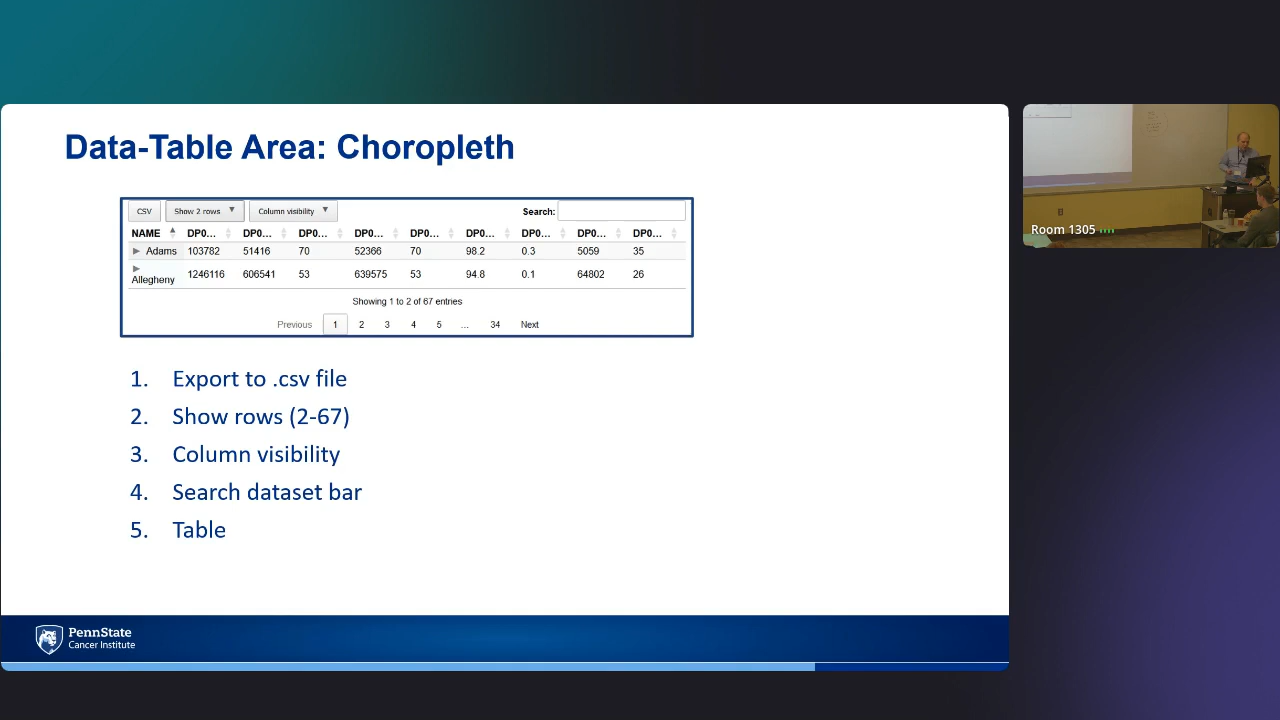 Data-Table Area: Choropleth
CSV Show 2 rows Column visibility Search:
NAME DP0... DP0... DP0... DP0... DP0... DP0... DP0... DP0... DP0...
Adams 103782 51416 70 52366 70 98.2 0.3 5059 35
Allegheny 1246116 606541 53 639575 53 94.8 0.1 64802 26
Showing 1 to 2 of 67 entries
Previous 1 2 3 4 5 ... 34 Next
1. Export to .csv file
2. Show rows (2-67)
3. Column visibility
4. Search dataset bar
5. Table
PennState
Cancer Institute
Room 1305